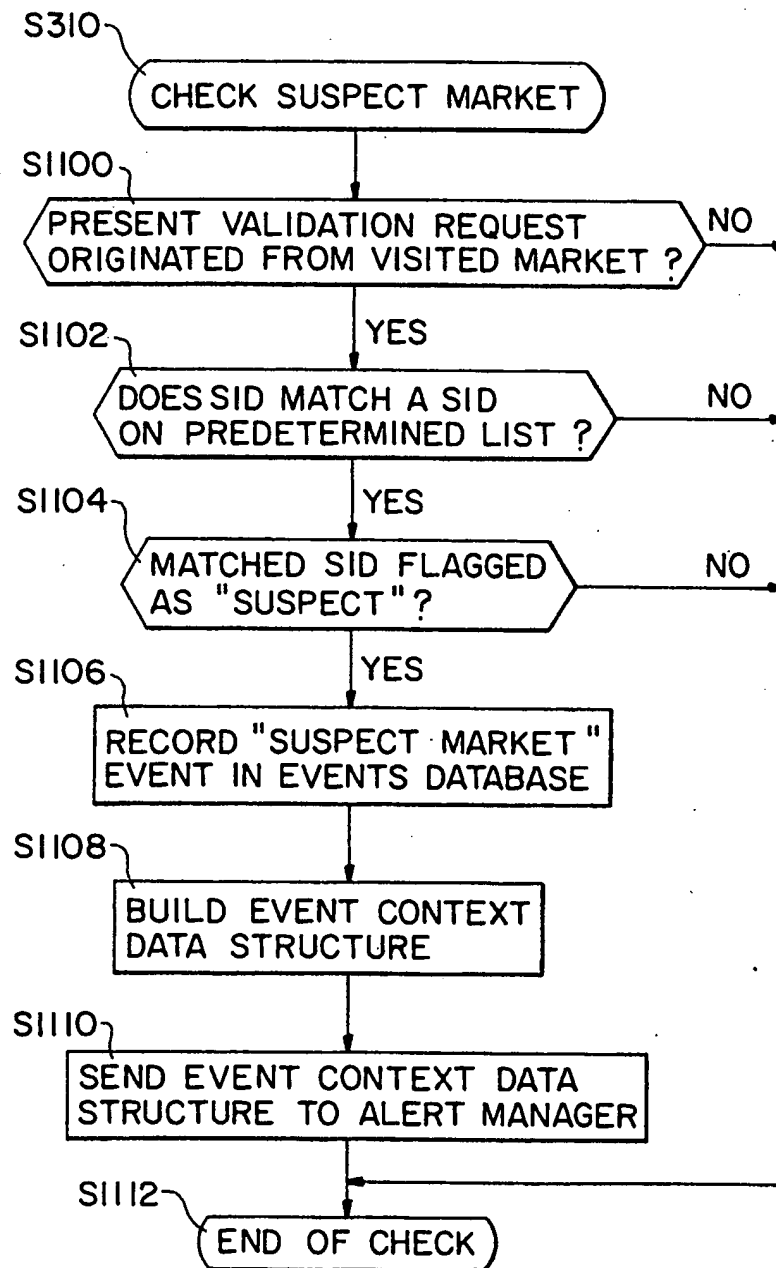 S310
CHECK SUSPECT MARKET
S1100
PRESENT VALIDATION REQUEST
ORIGINATED FROM VISITED MARKET ?
NO
YES
S1102
DOES SID MATCH A SID
ON PREDETERMINED LIST ?
NO
YES
S1104
MATCHED SID FLAGGED
AS "SUSPECT" ?
NO
YES
S1106
RECORD "SUSPECT MARKET"
EVENT IN EVENTS DATABASE
S1108
BUILD EVENT CONTEXT
DATA STRUCTURE
S1110
SEND EVENT CONTEXT DATA
STRUCTURE TO ALERT MANAGER
S1112
END OF CHECK